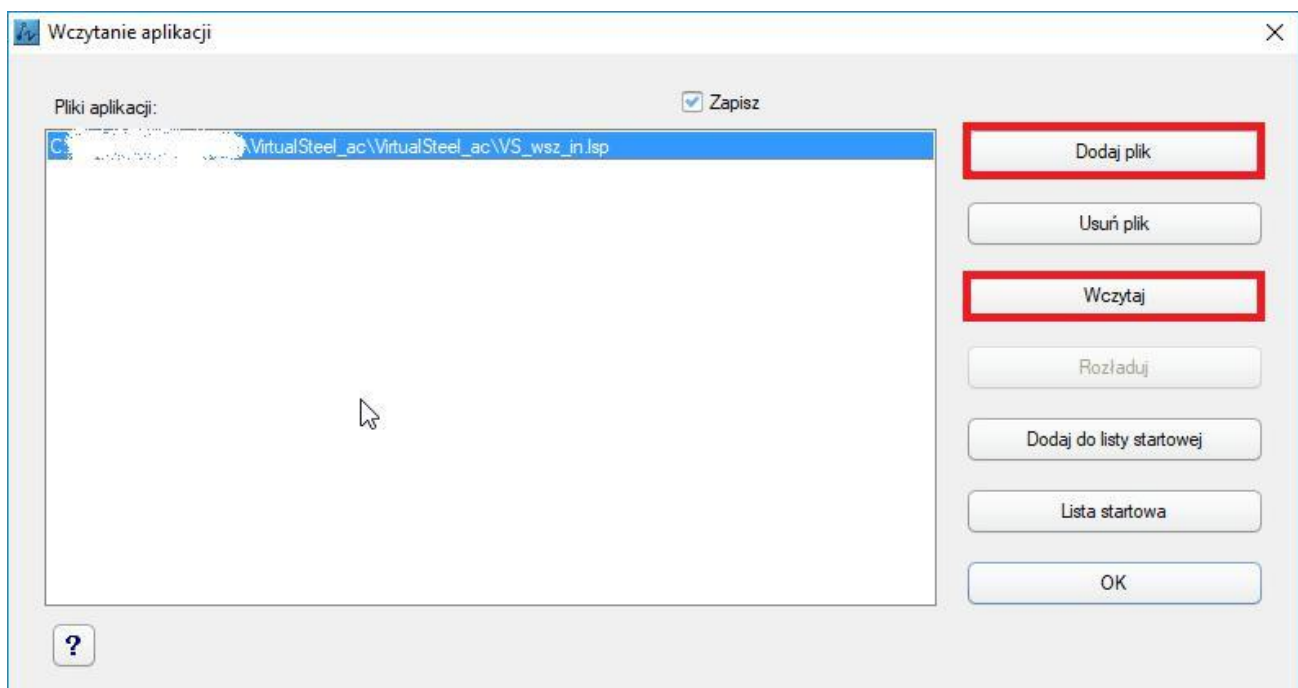 Wczytanie aplikacji
Pliki aplikacji:
Zapisz
C:\VirtualSteel_ac\VirtualSteel_ac\VS_wsz_in.lsp
Dodaj plik
Usuń plik
Wczytaj
Rozładuj
Dodaj do listy startowej
Lista startowa
OK
?